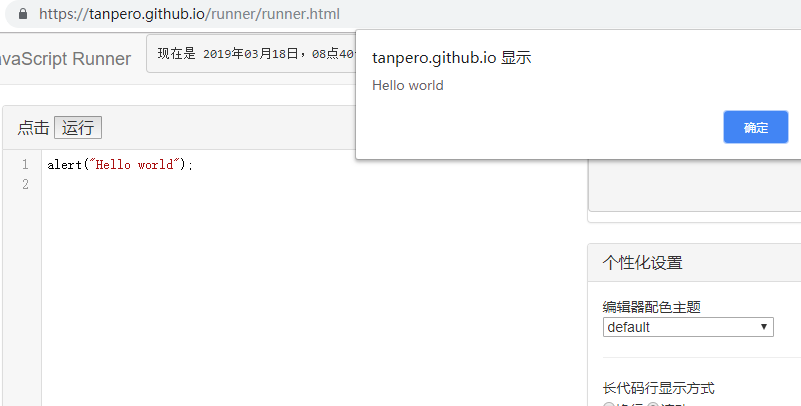 https://tanpero.github.io/runner/runner.html
vaScript Runner
现在是 2019年03月18日，08点40
tanpero.github.io 显示
Hello world
确定
点击 运行
1 alert("Hello world");
2
个性化设置
编辑器配色主题
default
长代码行显示方式